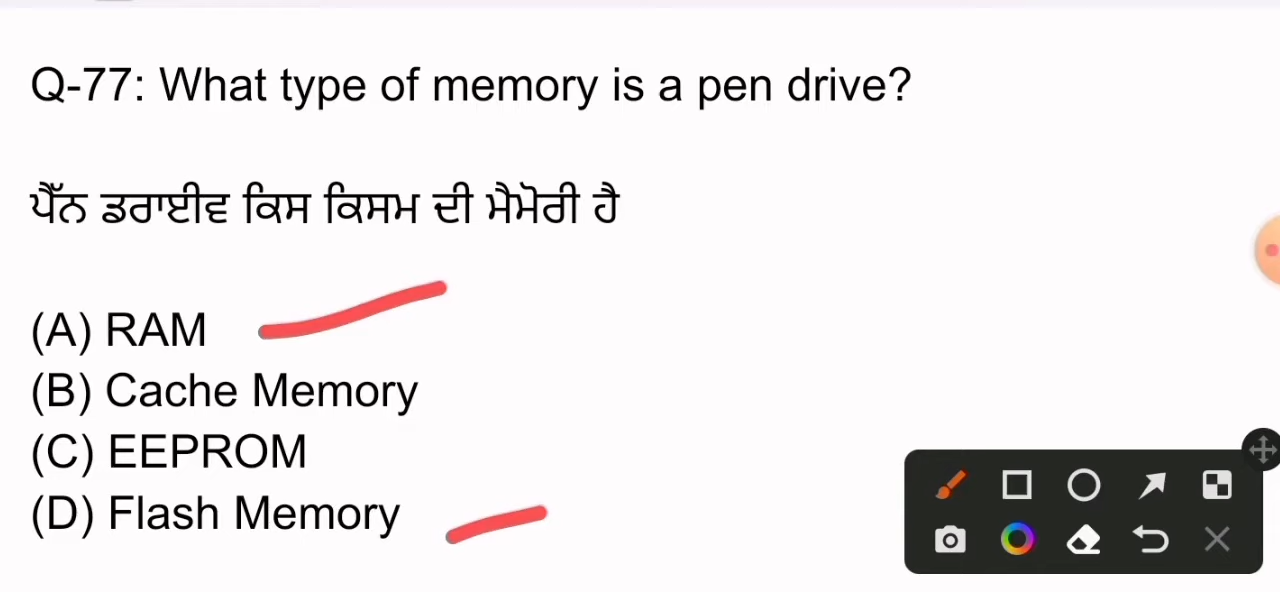 Q-77: What type of memory is a pen drive?
ਪੈੱਨ ਡਰਾਈਵ ਕਿਸ ਕਿਸਮ ਦੀ ਮੈਮੋਰੀ ਹੈ
(A) RAM
(B) Cache Memory
(C) EEPROM
(D) Flash Memory